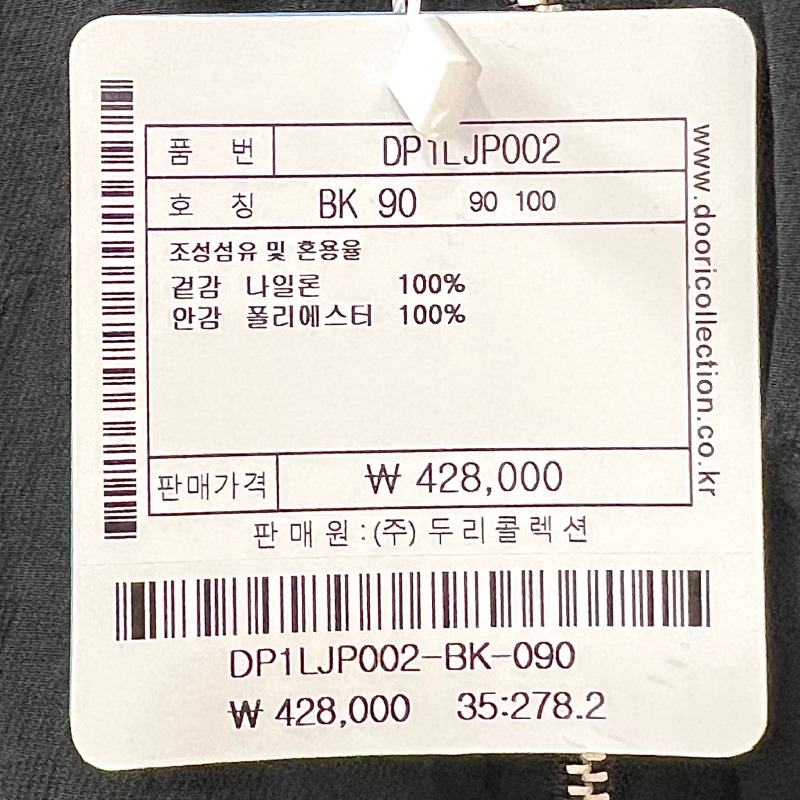 품 번 DP1LJP002
호 칭 BK 90 90 100
조성섬유 및 혼용율
겉감 나일론 100%
안감 폴리에스터 100%
판매가격 ₩ 428,000
판 매 원 : (주) 두 리 콜 렉 션
www.dooricollection.co.kr
DP1LJP002-BK-090
₩ 428,000 35:278.2